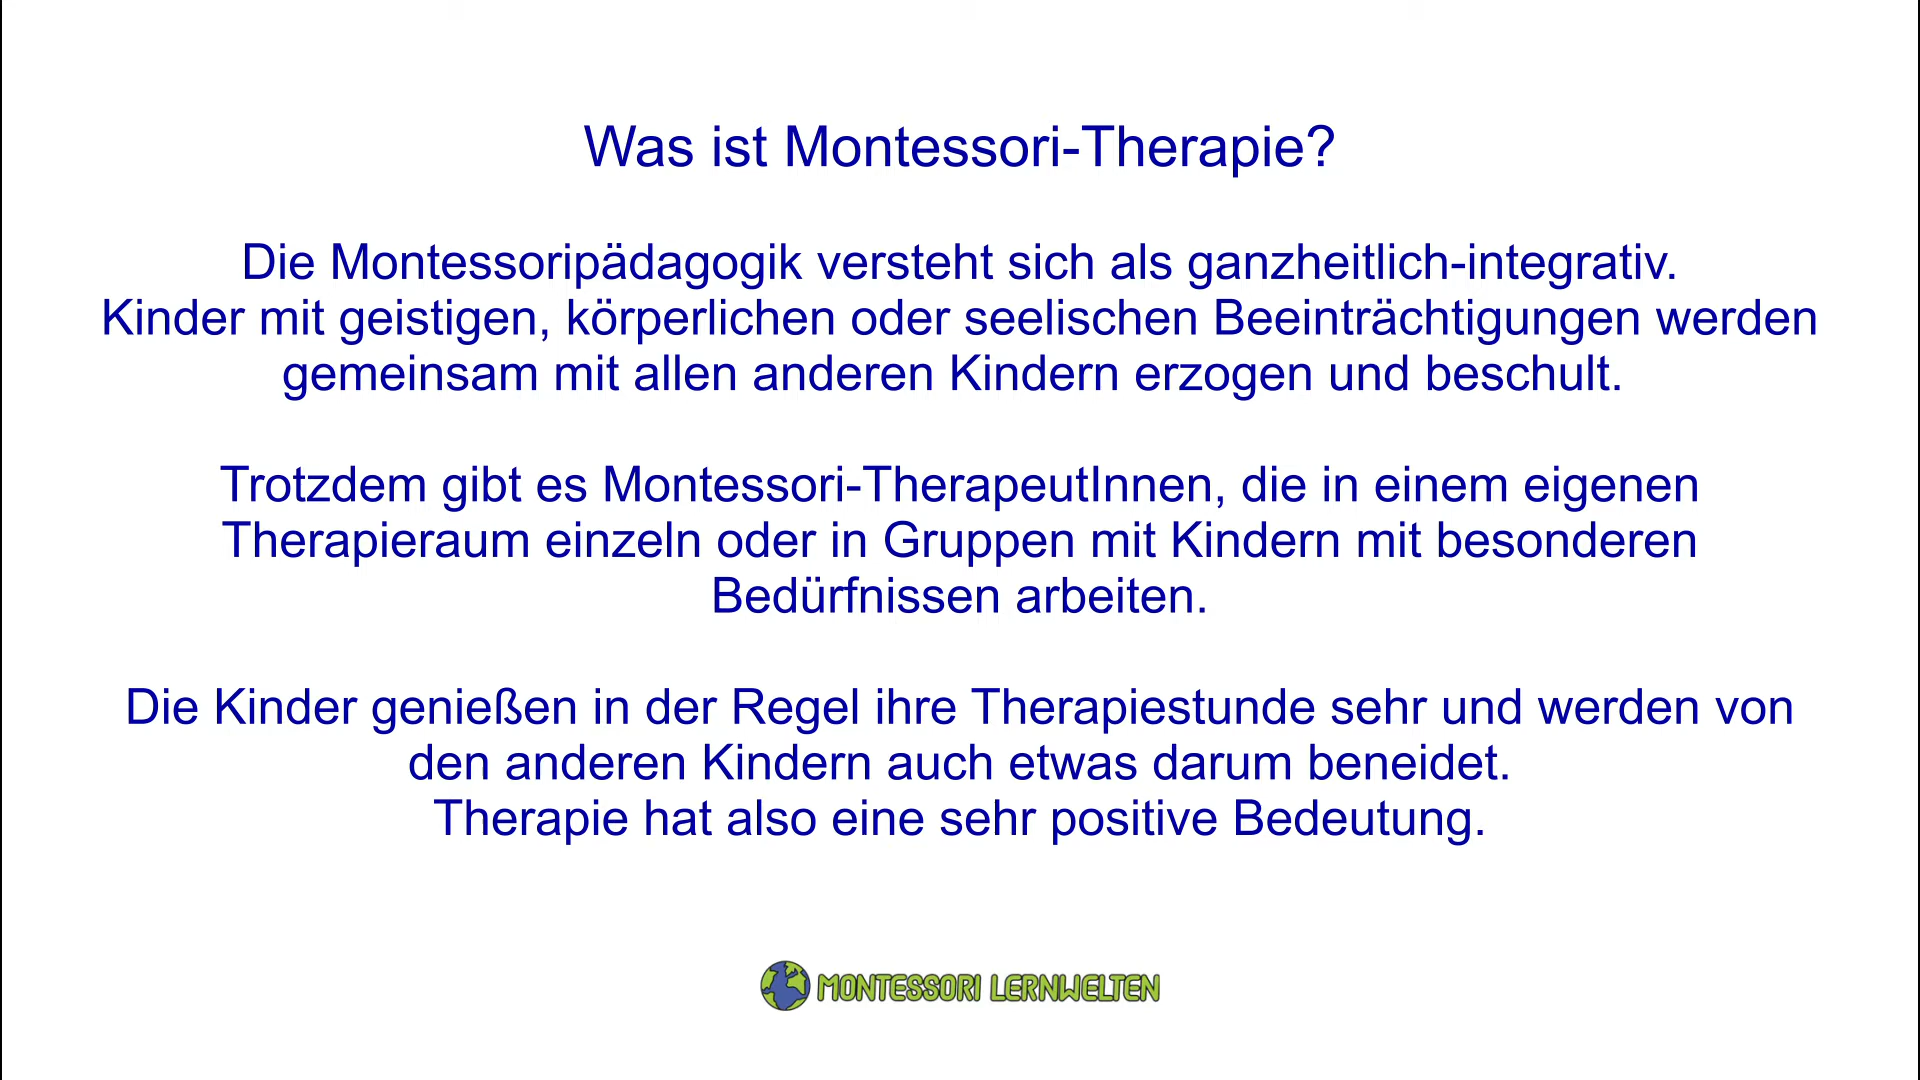 Was ist Montessori-Therapie?
Die Montessoripädagogik versteht sich als ganzheitlich-integrativ.
Kinder mit geistigen, körperlichen oder seelischen Beeinträchtigungen werden
gemeinsam mit allen anderen Kindern erzogen und beschult.
Trotzdem gibt es Montessori-TherapeutInnen, die in einem eigenen
Therapieraum einzeln oder in Gruppen mit Kindern mit besonderen
Bedürfnissen arbeiten.
Die Kinder genießen in der Regel ihre Therapiestunde sehr und werden von
den anderen Kindern auch etwas darum beneidet.
Therapie hat also eine sehr positive Bedeutung.
MONTESSORI LERNWELTEN